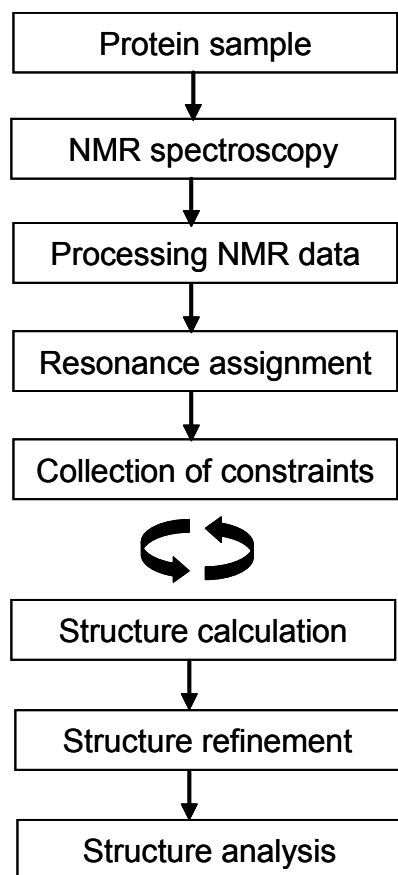 Protein sample
NMR spectroscopy
Processing NMR data
Resonance assignment
Collection of constraints
Structure calculation
Structure refinement
Structure analysis